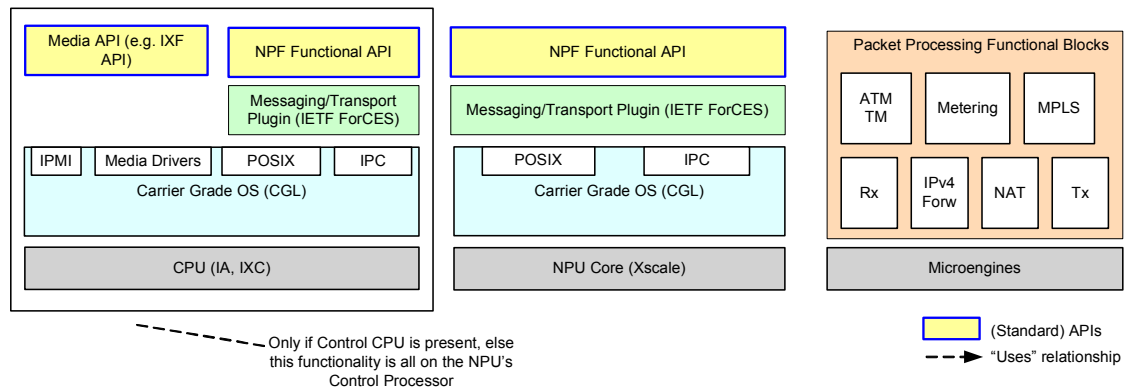 Media API (e.g. IXF
API)
NPF Functional API
Messaging/Transport
Plugin (IETF ForCES)
IPMI
Media Drivers
POSIX
IPC
Carrier Grade OS (CGL)
CPU (IA, IXC)
Only if Control CPU is present, else
this functionality is all on the NPU's
Control Processor
NPF Functional API
Messaging/Transport Plugin (IETF ForCES)
POSIX
IPC
Carrier Grade OS (CGL)
NPU Core (Xscale)
Packet Processing Functional Blocks
ATM
TM
Metering
MPLS
Rx
IPv4
Forw
NAT
Tx
Microengines
(Standard) APIs
"Uses" relationship